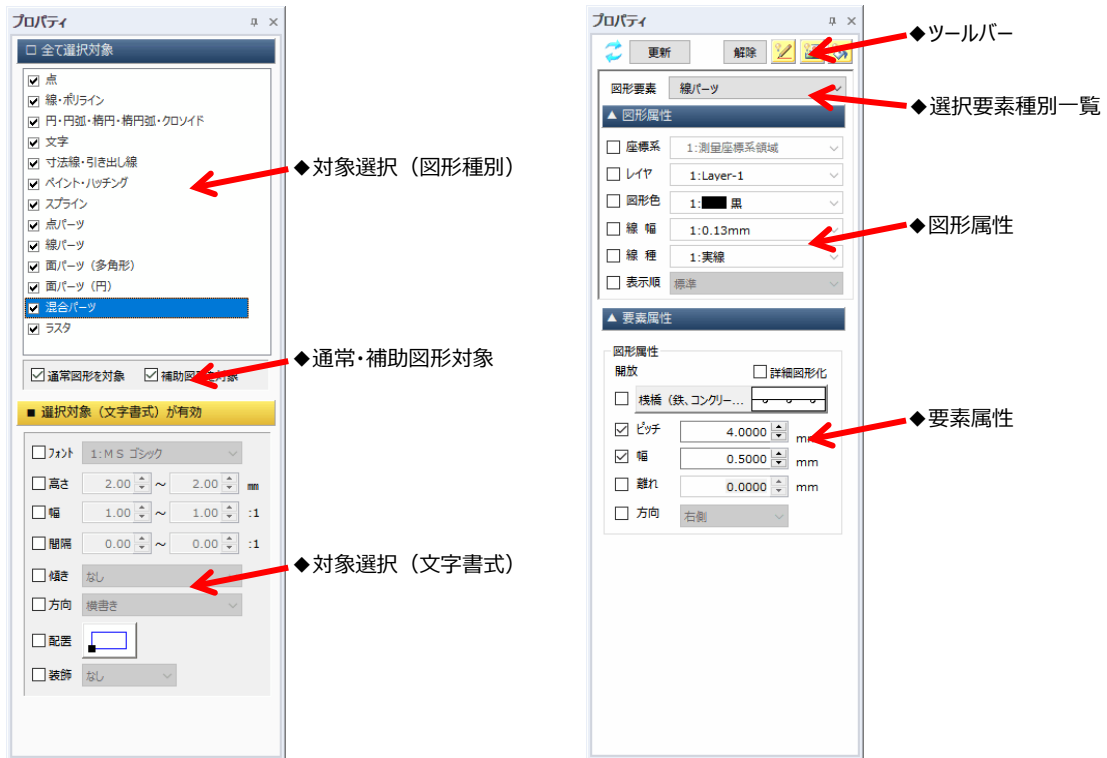 プロパティ
□ 全て選択対象
点
線・ポリライン
円・円弧・楕円・楕円弧・クロソイド
文字
寸法線・引き出し線
ペイント・ハッチング
スプライン
点パーツ
線パーツ
面パーツ（多角形）
面パーツ（円）
混合パーツ
ラスタ
通常図形を対象 補助図形を対象
■ 選択対象（文字書式）が有効
フォント 1:ＭＳ ゴシック
高さ 2.00 ～ 2.00 mm
幅 1.00 ～ 1.00 :1
間隔 0.00 ～ 0.00 :1
傾き なし
方向 横書き
配置
装飾 なし
◆対象選択（図形種別）
◆通常・補助図形対象
◆対象選択（文字書式）
プロパティ
更新 解除
図形要素 線パーツ
▲ 図形属性
座標系 1:測量座標系領域
レイヤ 1:Layer-1
図形色 1: 黒
線 幅 1:0.13mm
線 種 1:実線
表示順 標準
▲ 要素属性
図形属性
開放 詳細図形化
桟橋（鉄、コンクリー...
ピッチ 4.0000 mm
幅 0.5000 mm
離れ 0.0000 mm
方向 右側
◆ツールバー
◆選択要素種別一覧
◆図形属性
◆要素属性